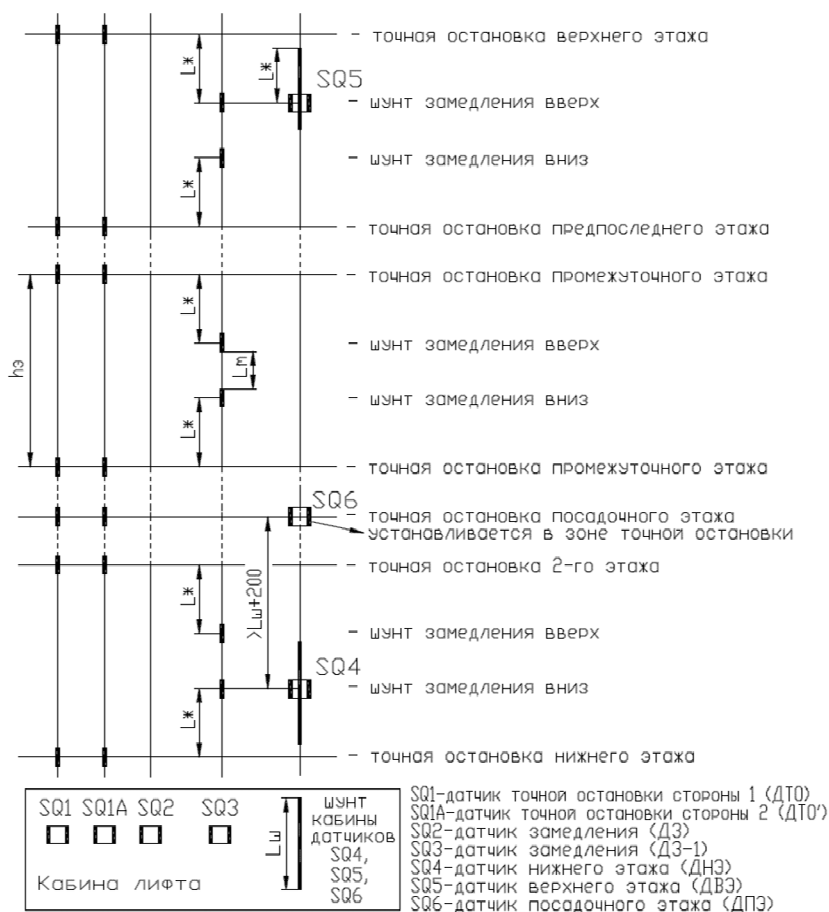 - точная остановка верхнего этажа
L*
L*
SQ5
- шунт замедления вверх
- шунт замедления вниз
L*
- точная остановка предпоследнего этажа
- точная остановка промежуточного этажа
L*
- шунт замедления вверх
hэ
Lm
- шунт замедления вниз
L*
- точная остановка промежуточного этажа
SQ6
- точная остановка посадочного этажа
устанавливается в зоне точной остановки
- точная остановка 2-го этажа
L*
>Lш+200
- шунт замедления вверх
SQ4
- шунт замедления вниз
L*
- точная остановка нижнего этажа
SQ1 SQ1A SQ2 SQ3
Кабина лифта
Lш
шунт
кабины
датчиков
SQ4,
SQ5,
SQ6
SQ1-датчик точной остановки стороны 1 (ДТО)
SQ1A-датчик точной остановки стороны 2 (ДТО')
SQ2-датчик замедления (ДЗ)
SQ3-датчик замедления (ДЗ-1)
SQ4-датчик нижнего этажа (ДНЭ)
SQ5-датчик верхнего этажа (ДВЭ)
SQ6-датчик посадочного этажа (ДПЭ)